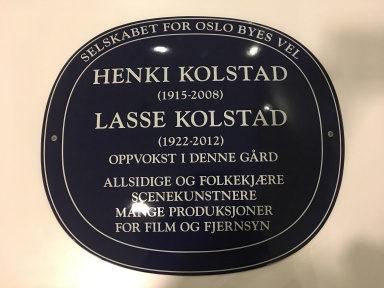 SELSKABET FOR OSLO BYES VEL
HENKI KOLSTAD
(1915-2008)
LASSE KOLSTAD
(1922-2012)
OPPVOKST I DENNE GÅRD
ALLSIDIGE OG FOLKEKJÆRE
SCENEKUNSTNERE
MANGE PRODUKSJONER
FOR FILM OG FJERNSYN